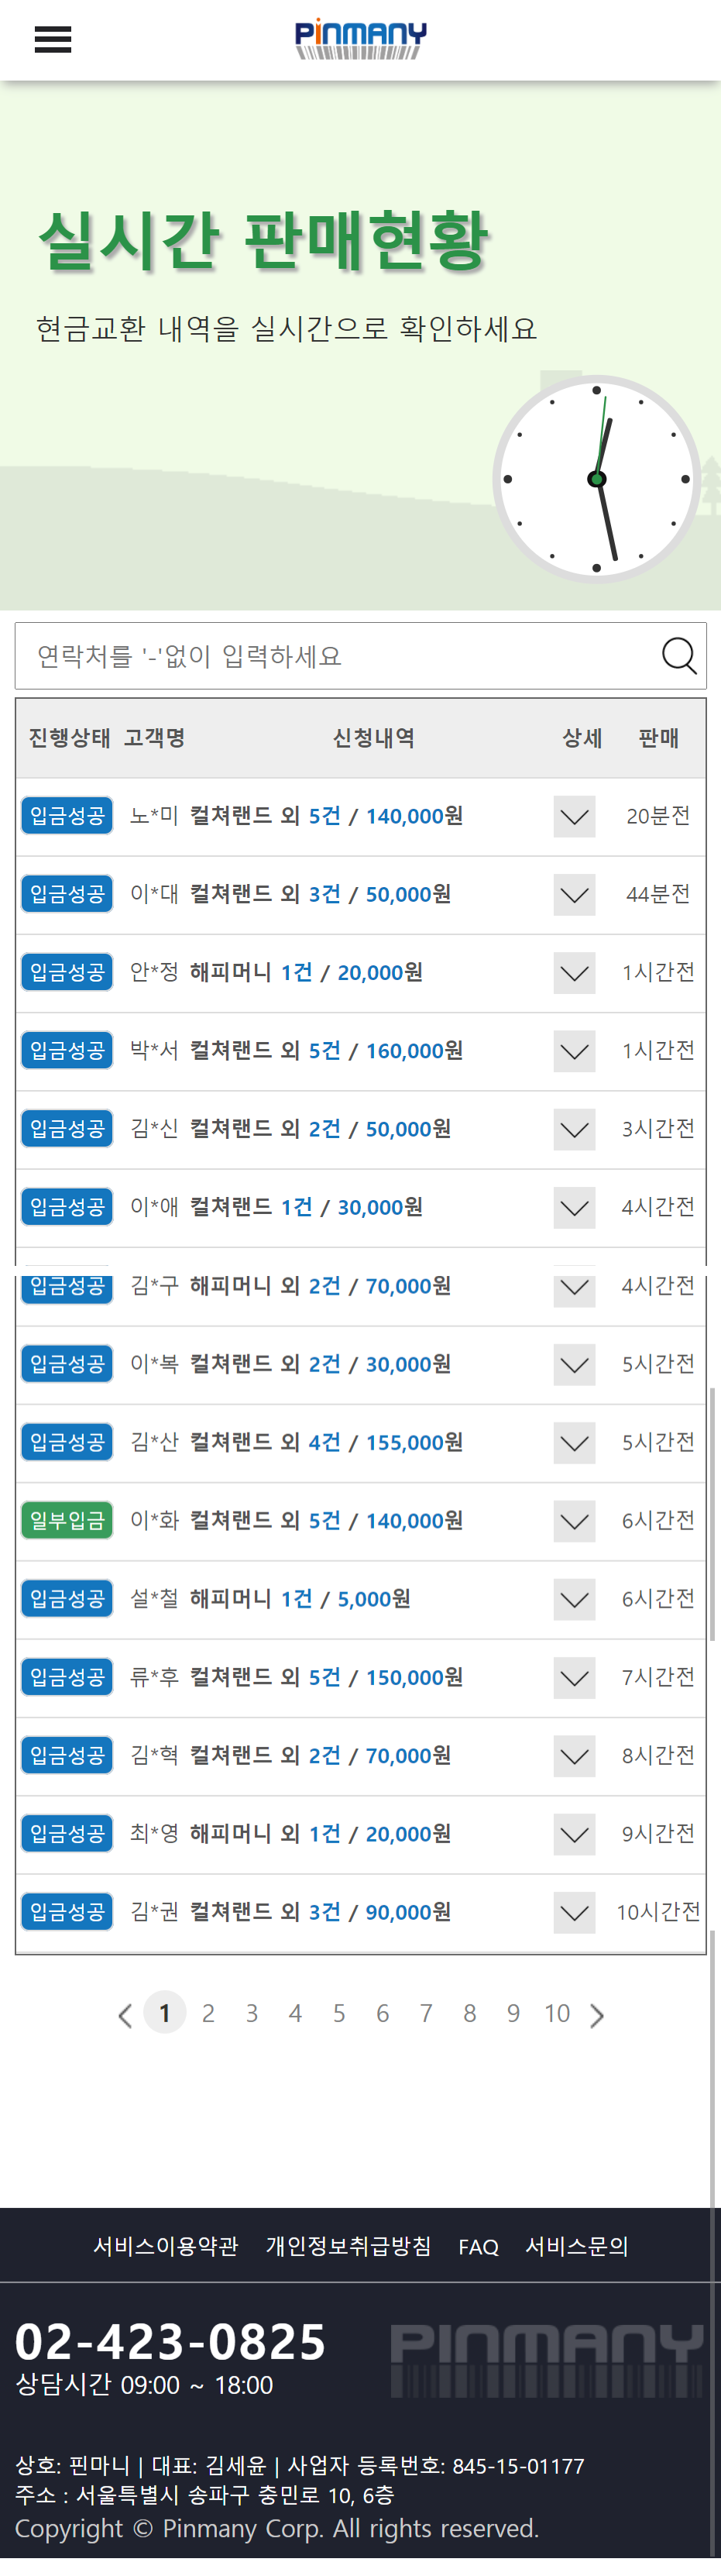 PINMANY
실시간 판매현황
현금교환 내역을 실시간으로 확인하세요
연락처를 '-'없이 입력하세요
진행상태 고객명 신청내역 상세 판매
입금성공 노*미 컬쳐랜드 외 5건 / 140,000원 20분전
입금성공 이*대 컬쳐랜드 외 3건 / 50,000원 44분전
입금성공 안*정 해피머니 1건 / 20,000원 1시간전
입금성공 박*서 컬쳐랜드 외 5건 / 160,000원 1시간전
입금성공 김*신 컬쳐랜드 외 2건 / 50,000원 3시간전
입금성공 이*애 컬쳐랜드 1건 / 30,000원 4시간전
입금성공 김*구 해피머니 외 2건 / 70,000원 4시간전
입금성공 이*복 컬쳐랜드 외 2건 / 30,000원 5시간전
입금성공 김*산 컬쳐랜드 외 4건 / 155,000원 5시간전
일부입금 이*화 컬쳐랜드 외 5건 / 140,000원 6시간전
입금성공 설*철 해피머니 1건 / 5,000원 6시간전
입금성공 류*후 컬쳐랜드 외 5건 / 150,000원 7시간전
입금성공 김*혁 컬쳐랜드 외 2건 / 70,000원 8시간전
입금성공 최*영 해피머니 외 1건 / 20,000원 9시간전
입금성공 김*권 컬쳐랜드 외 3건 / 90,000원 10시간전
1 2 3 4 5 6 7 8 9 10
서비스이용약관 개인정보취급방침 FAQ 서비스문의
02-423-0825
PINMANY
상담시간 09:00 ~ 18:00
상호: 핀마니 | 대표: 김세윤 | 사업자 등록번호: 845-15-01177
주소 : 서울특별시 송파구 충민로 10, 6층
Copyright © Pinmany Corp. All rights reserved.